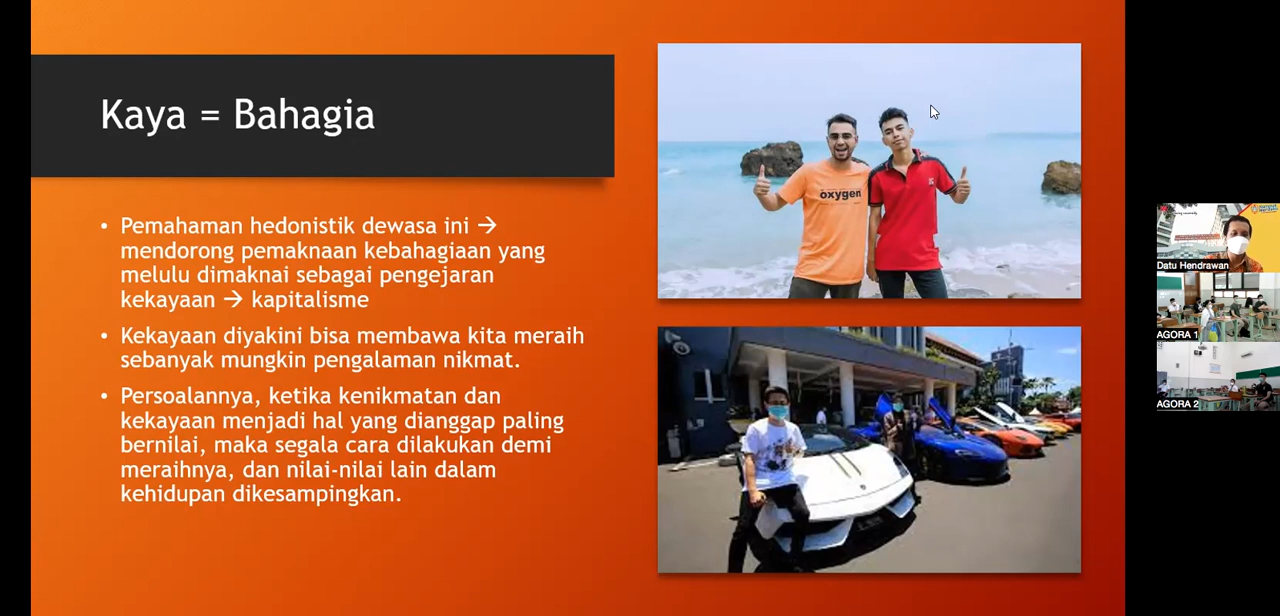 Kaya = Bahagia
• Pemahaman hedonistik dewasa ini →
mendorong pemaknaan kebahagiaan yang
melulu dimaknai sebagai pengejaran
kekayaan → kapitalisme
• Kekayaan diyakini bisa membawa kita meraih
sebanyak mungkin pengalaman nikmat.
• Persoalannya, ketika kenikmatan dan
kekayaan menjadi hal yang dianggap paling
bernilai, maka segala cara dilakukan demi
meraihnya, dan nilai-nilai lain dalam
kehidupan dikesampingkan.
oxygen
Datu Hendrawan
AGORA 1
AGORA 2